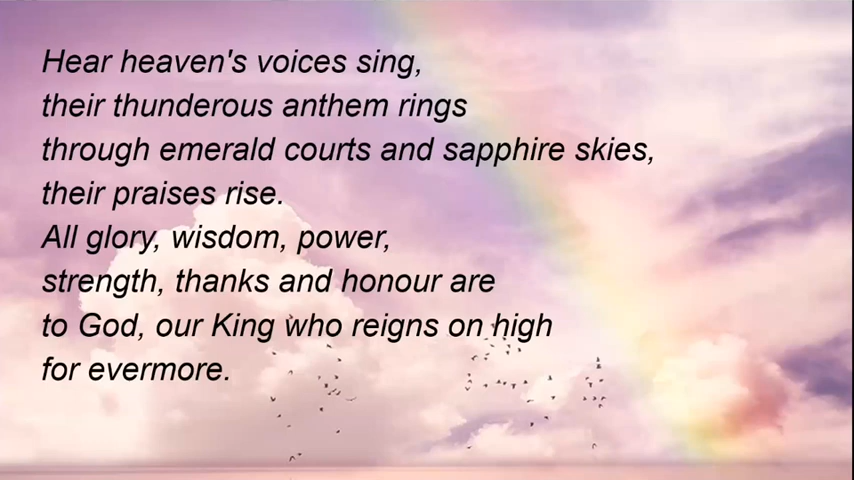 Hear heaven's voices sing,
their thunderous anthem rings
through emerald courts and sapphire skies,
their praises rise.
All glory, wisdom, power,
strength, thanks and honour are
to God, our King who reigns on high
for evermore.